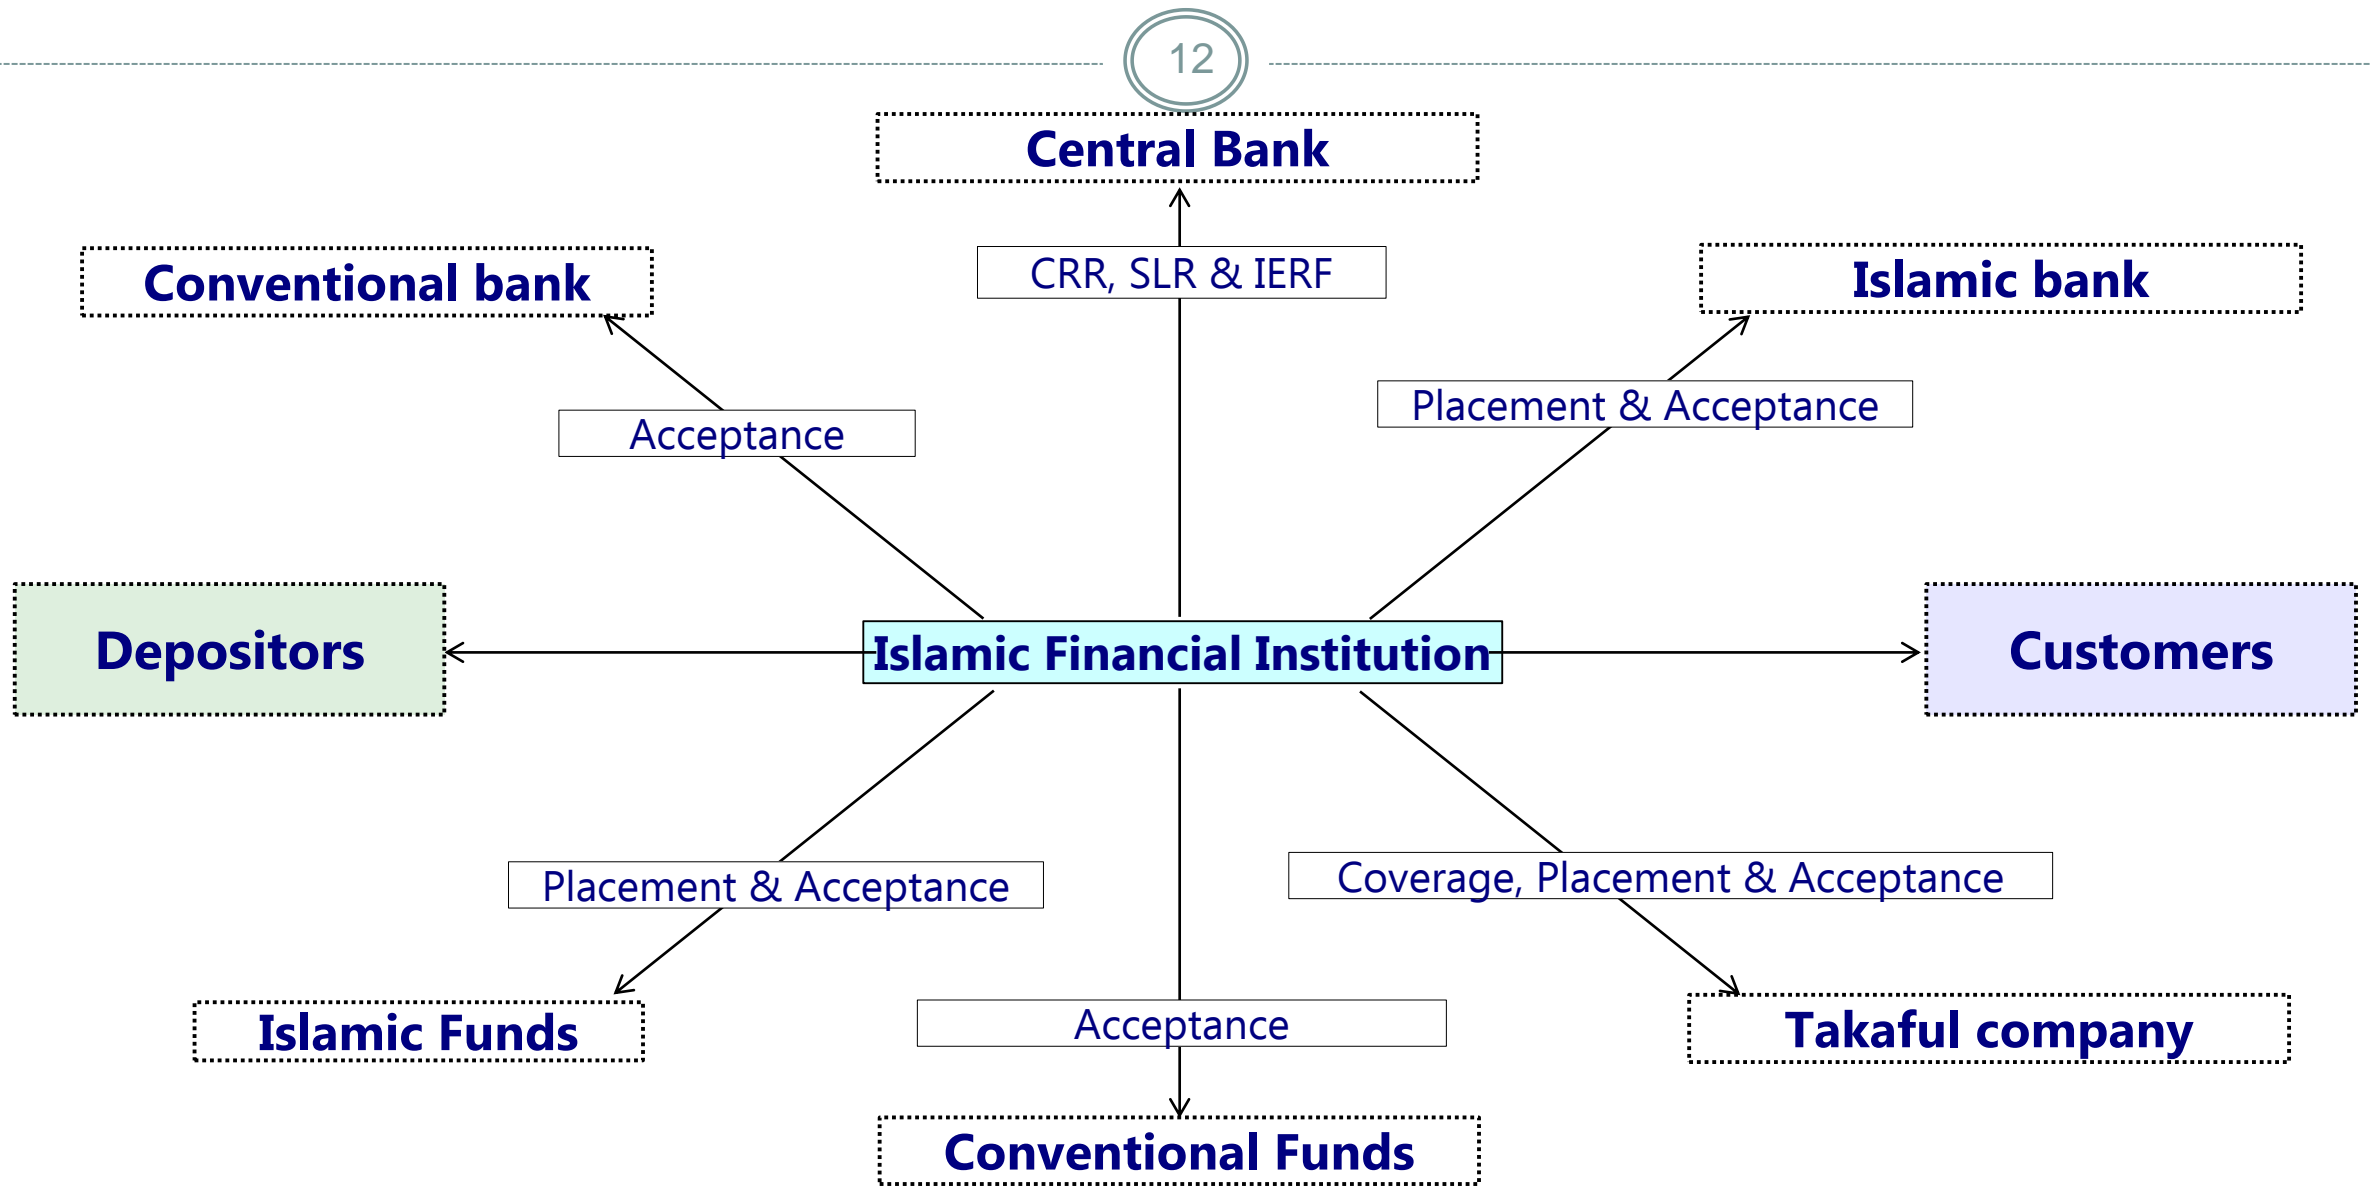 12
Central Bank
Conventional bank
CRR, SLR & IERF
Islamic bank
Acceptance
Placement & Acceptance
Depositors
Islamic Financial Institution
Customers
Placement & Acceptance
Coverage, Placement & Acceptance
Islamic Funds
Acceptance
Takaful company
Conventional Funds